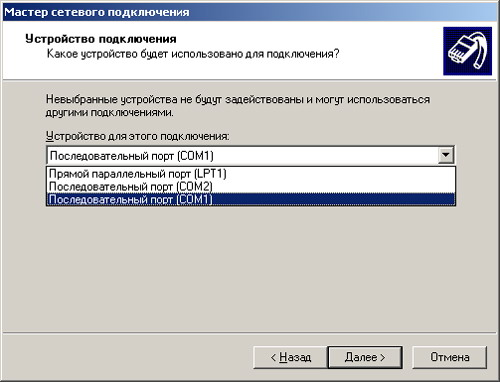 Мастер сетевого подключения
Устройство подключения
Какое устройство будет использовано для подключения?
Невыбранные устройства не будут задействованы и могут использоваться
другими подключениями.
Устройство для этого подключения:
Последовательный порт (COM1)
Прямой параллельный порт (LPT1)
Последовательный порт (COM2)
Последовательный порт (COM1)
< Назад
Далее >
Отмена